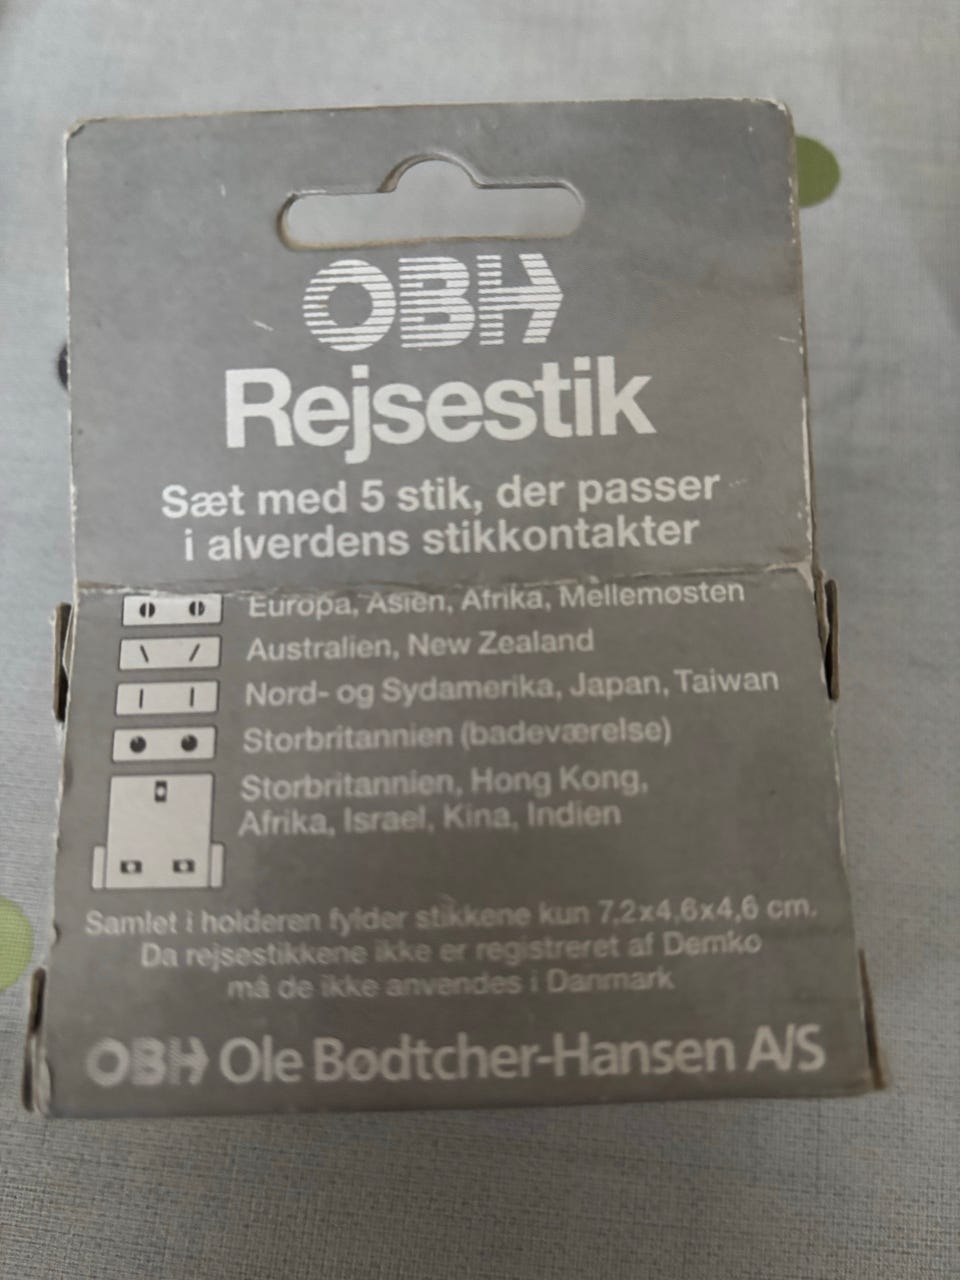 OBH
Rejsestik
Sæt med 5 stik, der passer
i alverdens stikkontakter
Europa, Asien, Afrika, Mellemøsten
Australien, New Zealand
Nord- og Sydamerika, Japan, Taiwan
Storbritannien (badeværelse)
Storbritannien, Hong Kong,
Afrika, Israel, Kina, Indien
Samlet i holderen fylder stikkene kun 7,2x4,6x4,6 cm.
Da rejsestikkene ikke er registreret af Demko
må de ikke anvendes i Danmark
OBH Ole Bødtcher-Hansen A/S